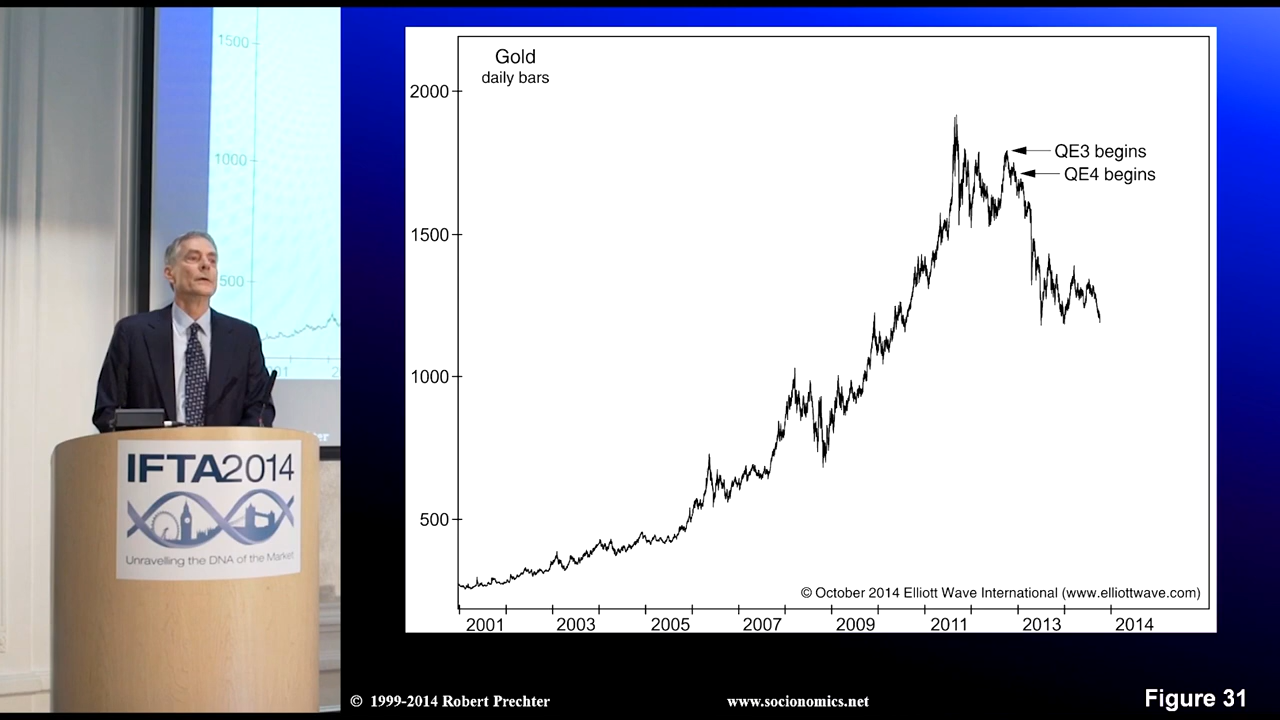 1500
1000
500
IFTA2014
Unravelling the DNA of the Market
Gold
daily bars
2000
1500
1000
500
QE3 begins
QE4 begins
© October 2014 Elliott Wave International (www.elliottwave.com)
2001 2003 2005 2007 2009 2011 2013 2014
© 1999-2014 Robert Prechter
www.socionomics.net
Figure 31